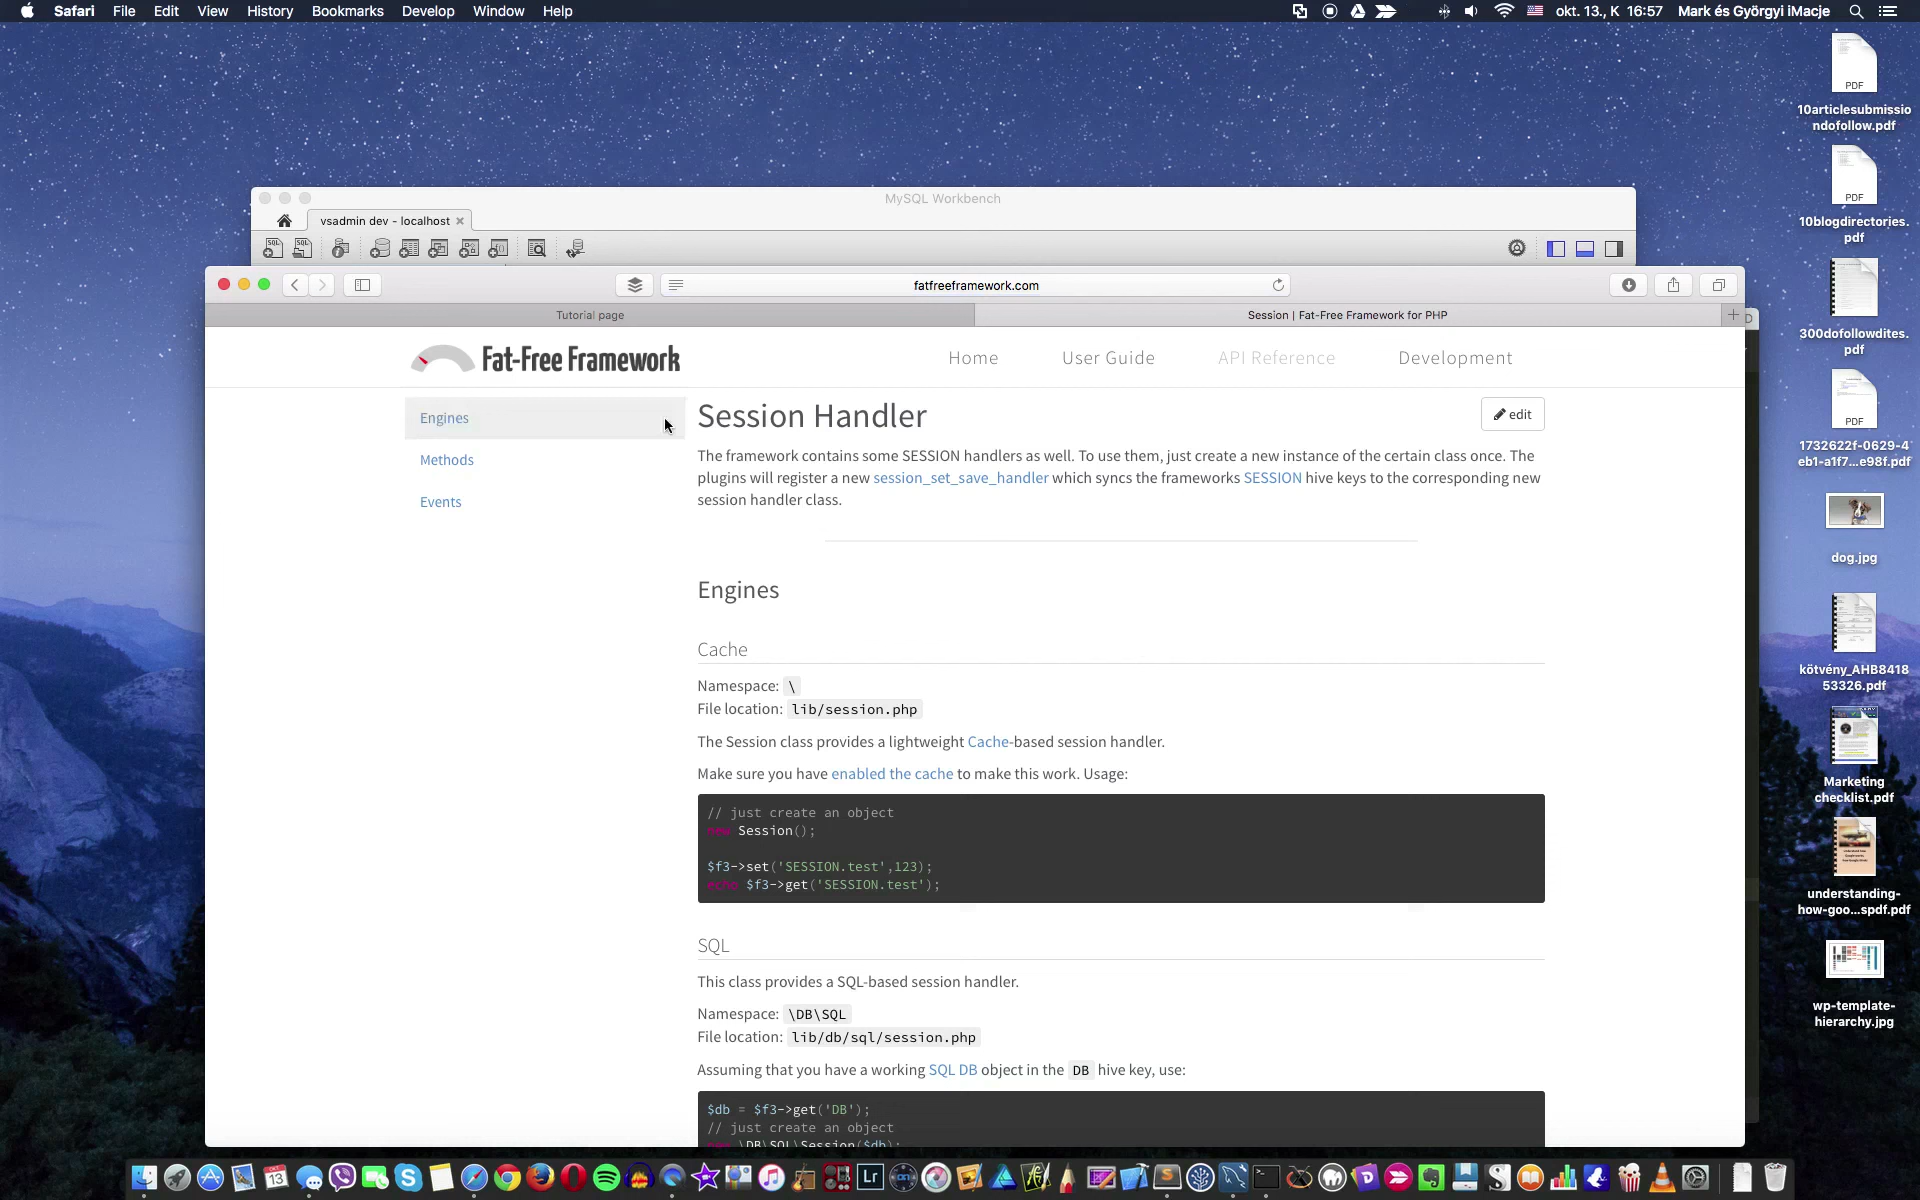 Safari File Edit View History Bookmarks Develop Window Help
okt. 13., K 16:57 Mark és Györgyi iMacje
MySQL Workbench
vsadmin dev - localhost
fatfreeframework.com
Tutorial page
Session | Fat-Free Framework for PHP
Fat-Free Framework
Home User Guide API Reference Development
Engines
Methods
Events
Session Handler
edit
The framework contains some SESSION handlers as well. To use them, just create a new instance of the certain class once. The
plugins will register a new session_set_save_handler which syncs the frameworks SESSION hive keys to the corresponding new
session handler class.
Engines
Cache
Namespace: \
File location: lib/session.php
The Session class provides a lightweight Cache-based session handler.
Make sure you have enabled the cache to make this work. Usage:
// just create an object
new Session();
$f3->set('SESSION.test',123);
echo $f3->get('SESSION.test');
SQL
This class provides a SQL-based session handler.
Namespace: \DB\SQL
File location: lib/db/sql/session.php
Assuming that you have a working SQL DB object in the DB hive key, use:
$db = $f3->get('DB');
// just create an object
new \DB\SQL\Session($db);
PDF
10articlesubmissio
ndofollow.pdf
PDF
10blogdirectories.
pdf
300dofollowdites.
pdf
PDF
1732622f-0629-4
eb1-a1f7...e98f.pdf
dog.jpg
kötvény_AHB8418
53326.pdf
Marketing
checklist.pdf
understanding-
how-goo...spdf.pdf
wp-template-
hierarchy.jpg